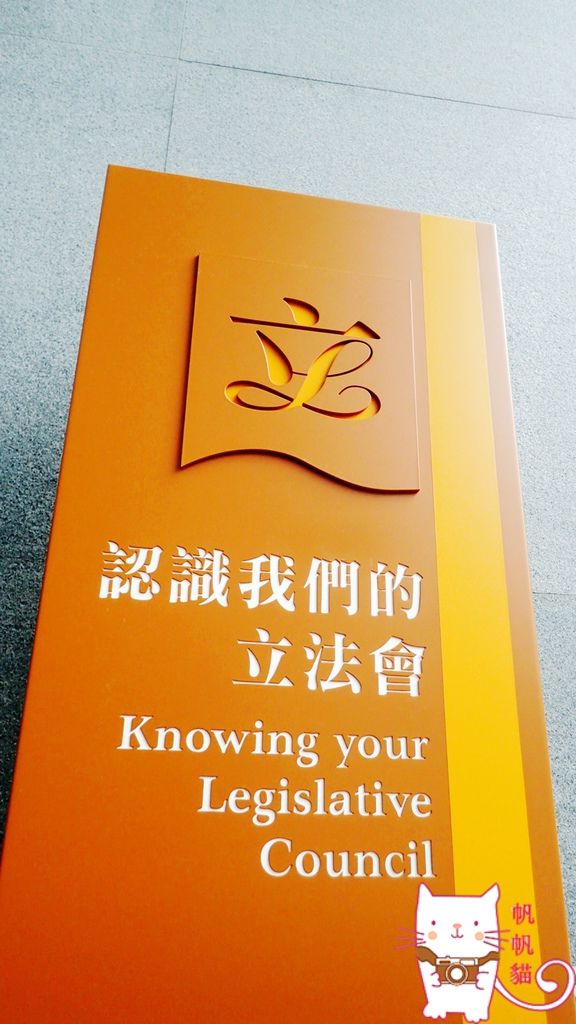 立
認識我們的
立法會
Knowing your
Legislative
Council
帆帆貓